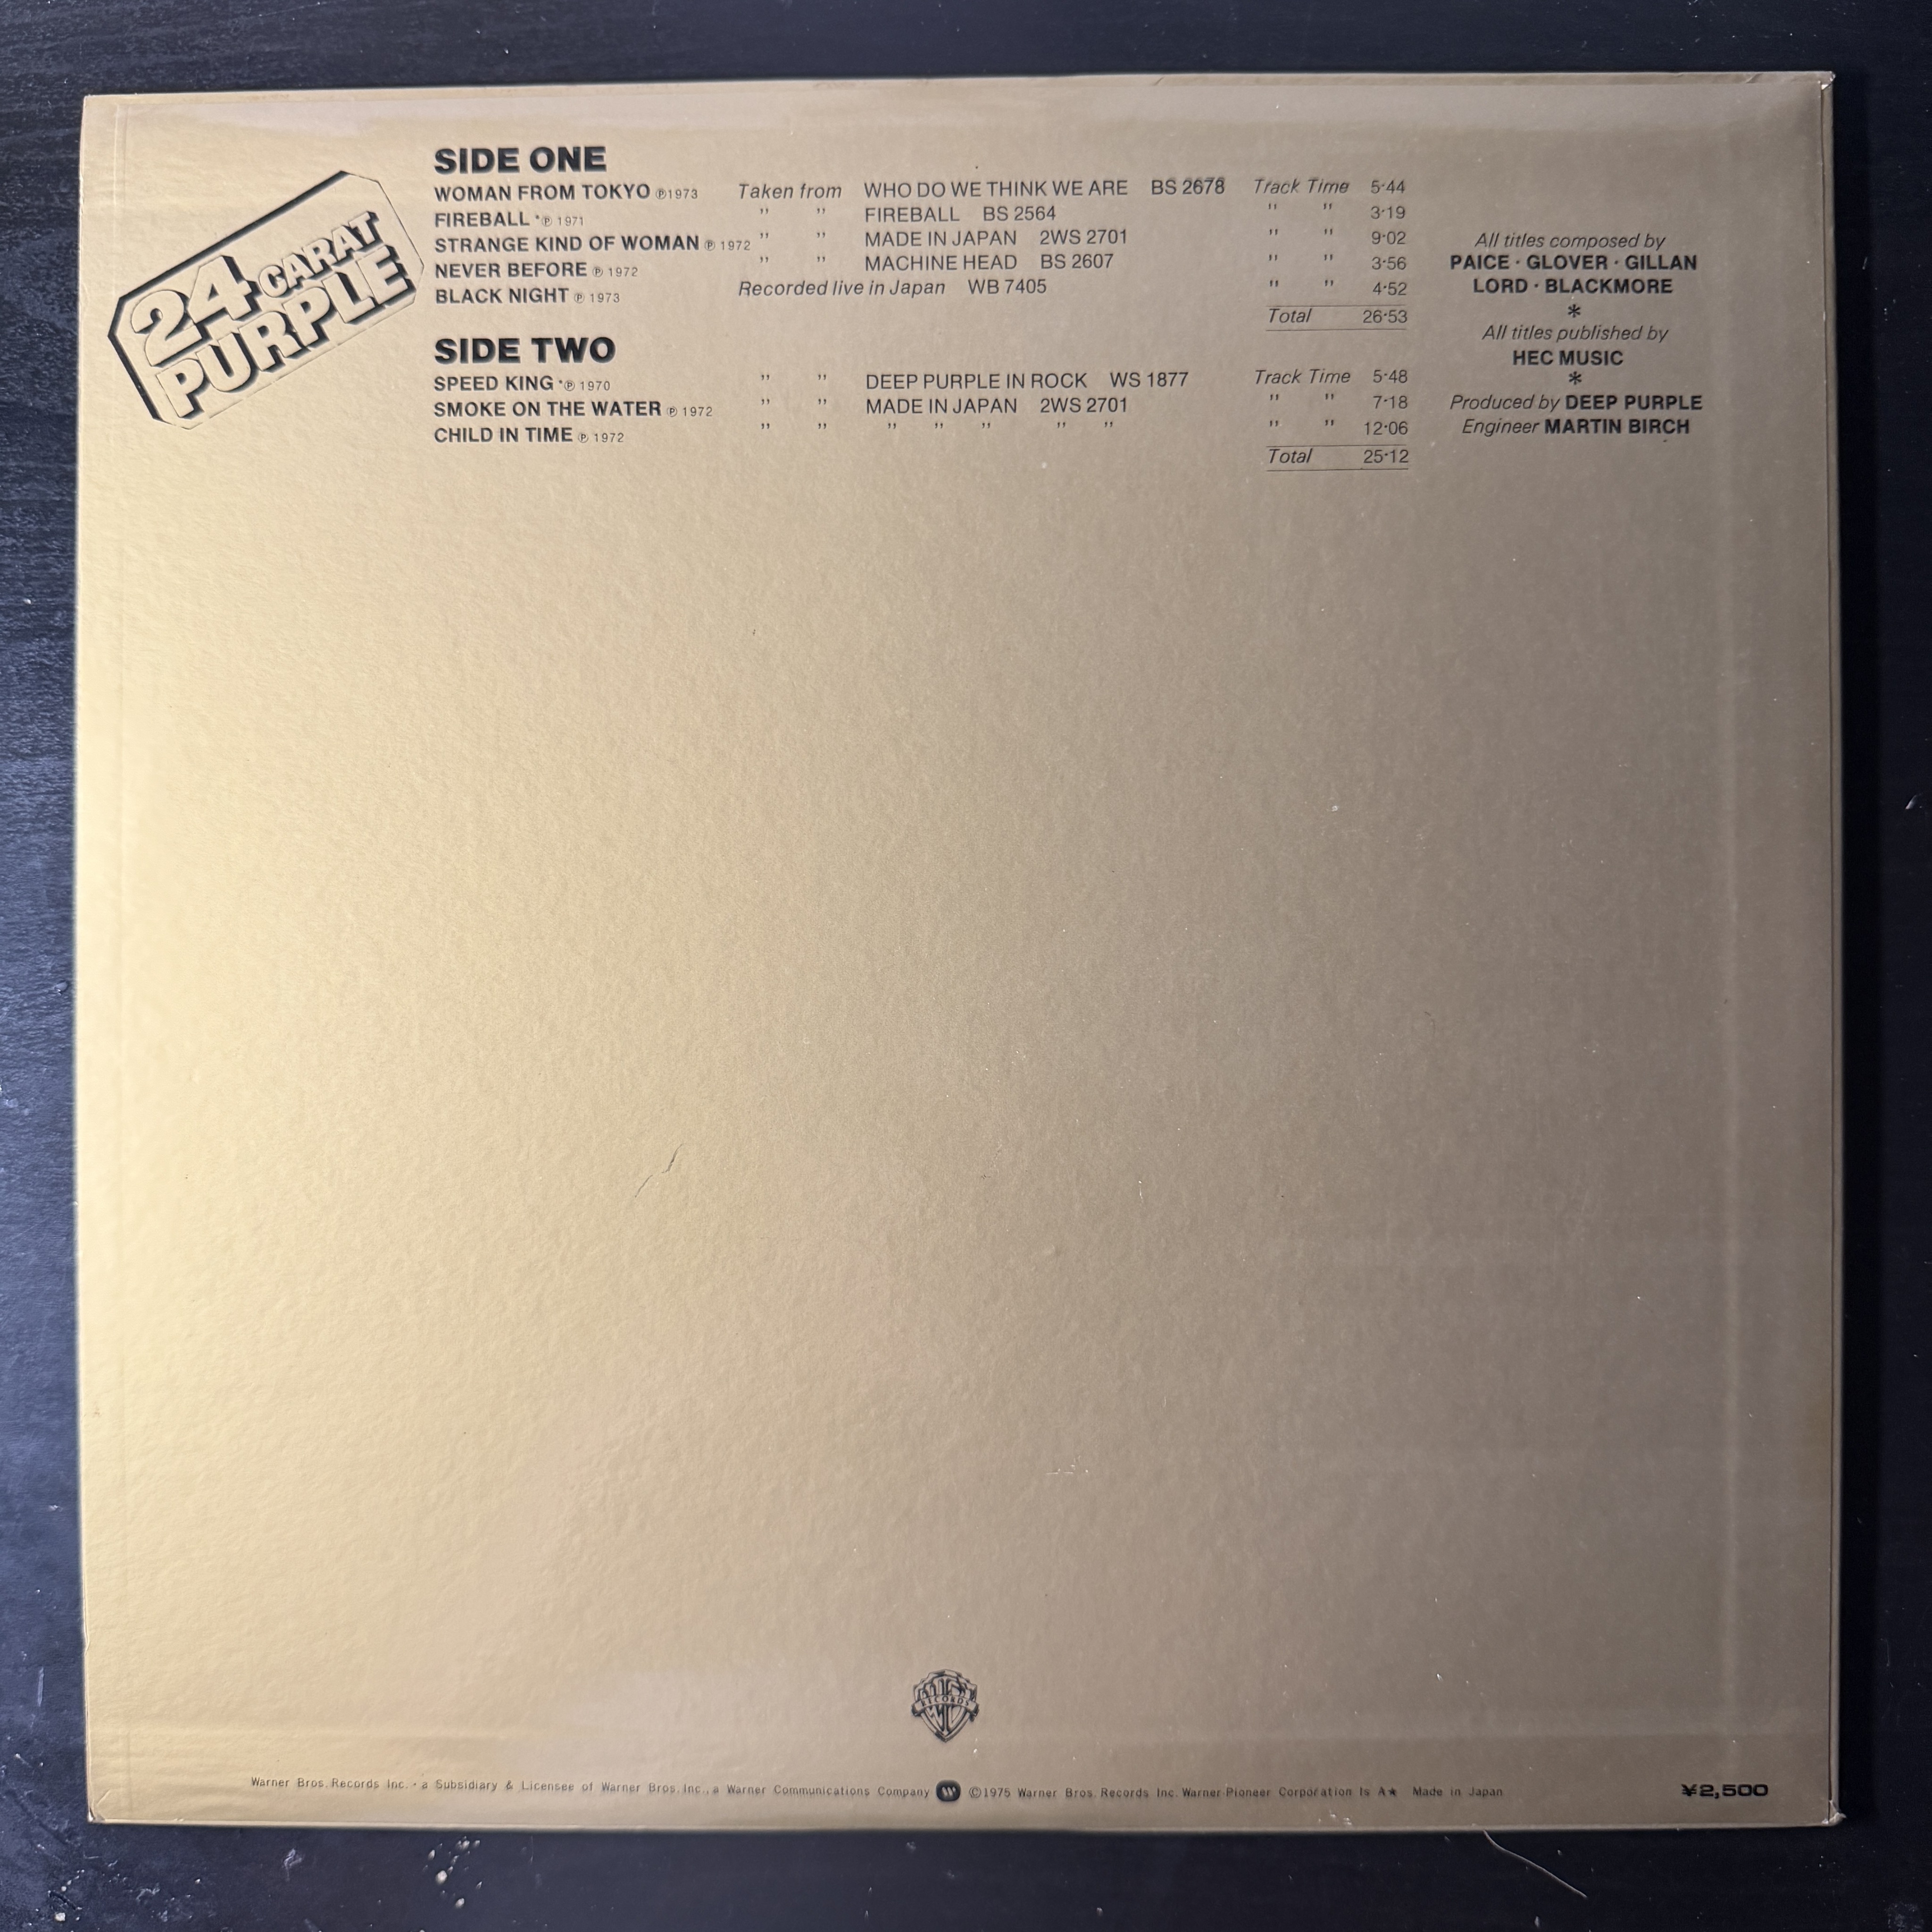 24 CARAT
PURPLE
SIDE ONE
WOMAN FROM TOKYO ℗1973 Taken from WHO DO WE THINK WE ARE BS 2678 Track Time 5·44
FIREBALL *℗ 1971 " " FIREBALL BS 2564 " " 3·19
STRANGE KIND OF WOMAN ℗ 1972 " " MADE IN JAPAN 2WS 2701 " " 9·02
NEVER BEFORE ℗ 1972 " " MACHINE HEAD BS 2607 " " 3·56
BLACK NIGHT ℗ 1973 Recorded live in Japan WB 7405 " " 4·52
Total 26·53
SIDE TWO
SPEED KING *℗ 1970 " " DEEP PURPLE IN ROCK WS 1877 Track Time 5·48
SMOKE ON THE WATER ℗ 1972 " " MADE IN JAPAN 2WS 2701 " " 7·18
CHILD IN TIME ℗ 1972 " " " " " " " " " 12·06
Total 25·12
All titles composed by
PAICE · GLOVER · GILLAN
LORD · BLACKMORE
*
All titles published by
HEC MUSIC
*
Produced by DEEP PURPLE
Engineer MARTIN BIRCH
RECORDS
Warner Bros. Records Inc. · a Subsidiary & Licensee of Warner Bros. Inc., a Warner Communications Company ©1975 Warner Bros. Records Inc. Warner-Pioneer Corporation Is A★ Made in Japan
¥2,500